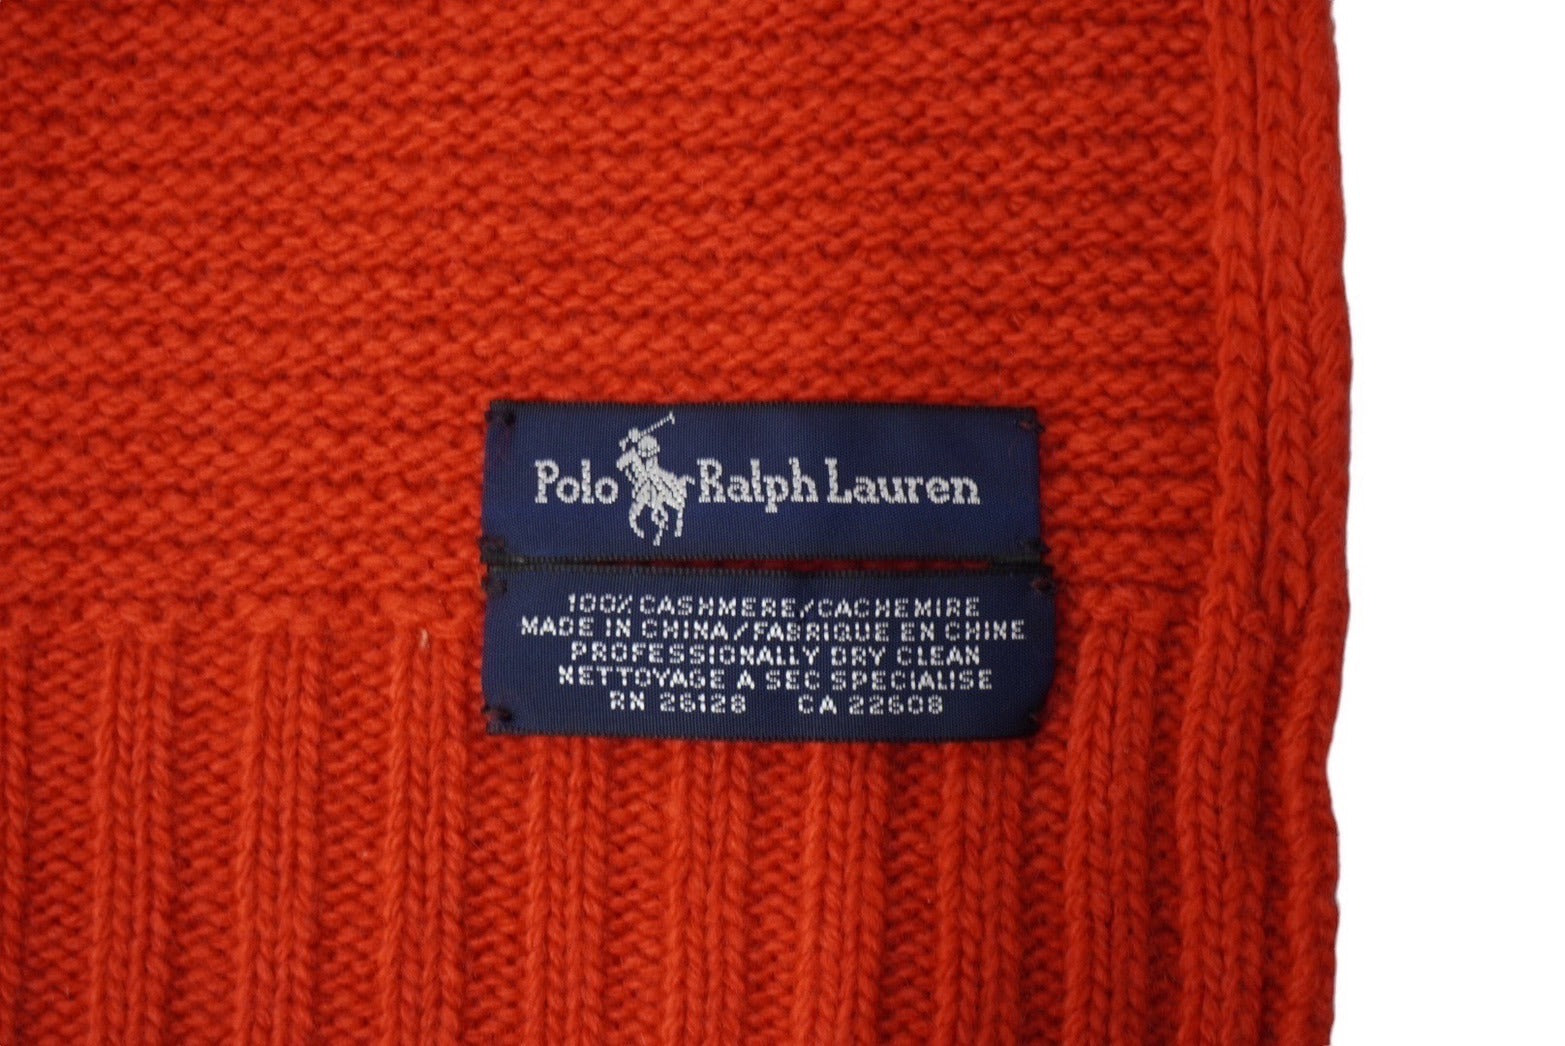 Polo Ralph Lauren
100% CASHMERE/CACHEMIRE
MADE IN CHINA/FABRIQUE EN CHINE
PROFESSIONALLY DRY CLEAN
NETTOYAGE A SEC SPECIALISE
RN 26128 CA 22608